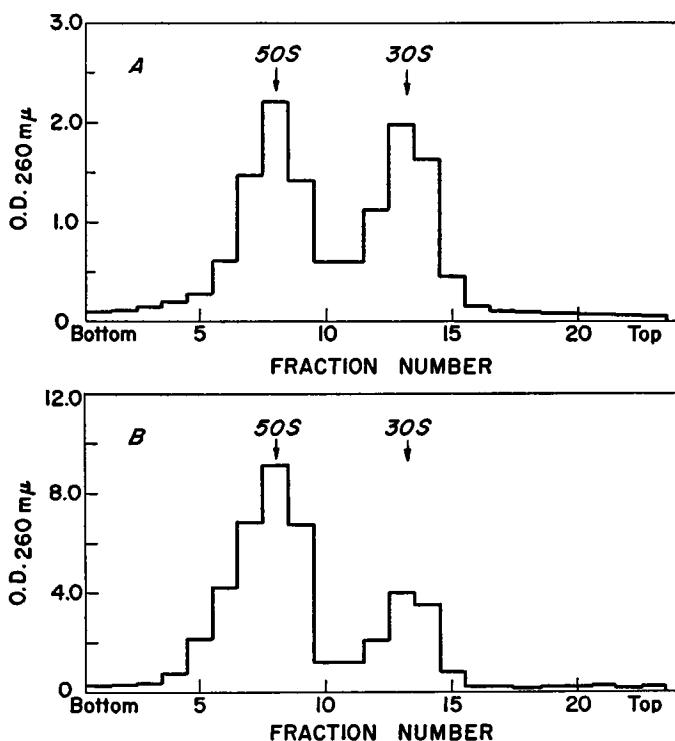 3.0
2.0
1.0
0
O.D. 260 mμ
A
50S
30S
Bottom 5 10 15 20 Top
FRACTION NUMBER
12.0
8.0
4.0
0
O.D. 260 mμ
B
50S
30S
Bottom 5 10 15 20 Top
FRACTION NUMBER